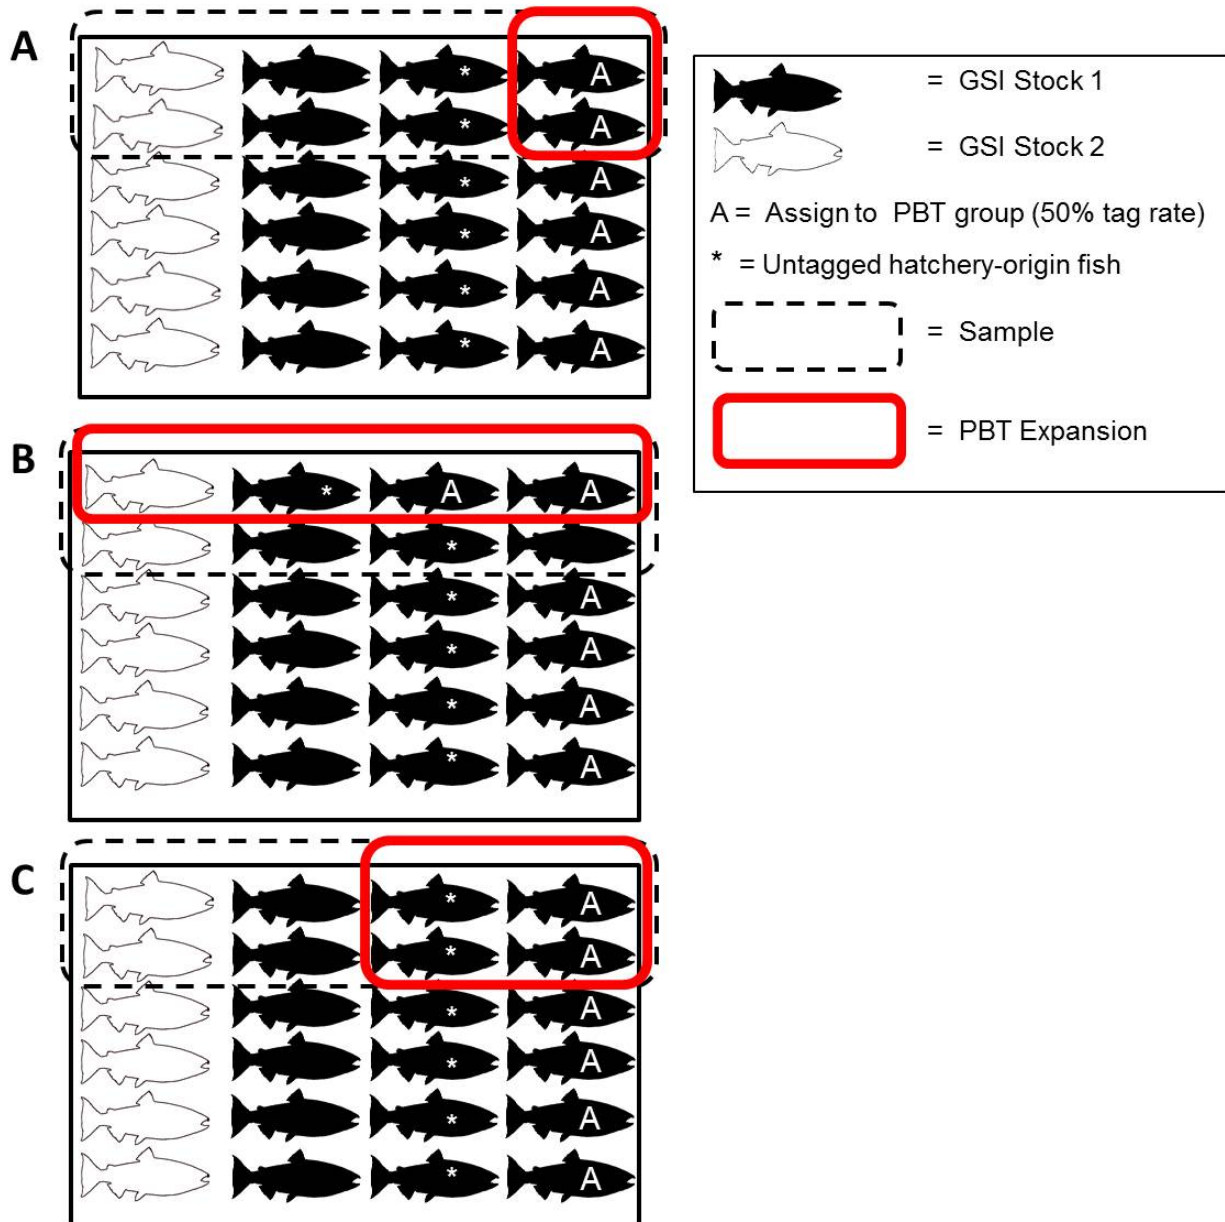 A
* A
* A
* A
* A
* A
* A
B
* A A
*
* A
* A
* A
* A
C
* A
* A
* A
* A
* A
* A
= GSI Stock 1
= GSI Stock 2
A = Assign to PBT group (50% tag rate)
* = Untagged hatchery-origin fish
= Sample
= PBT Expansion